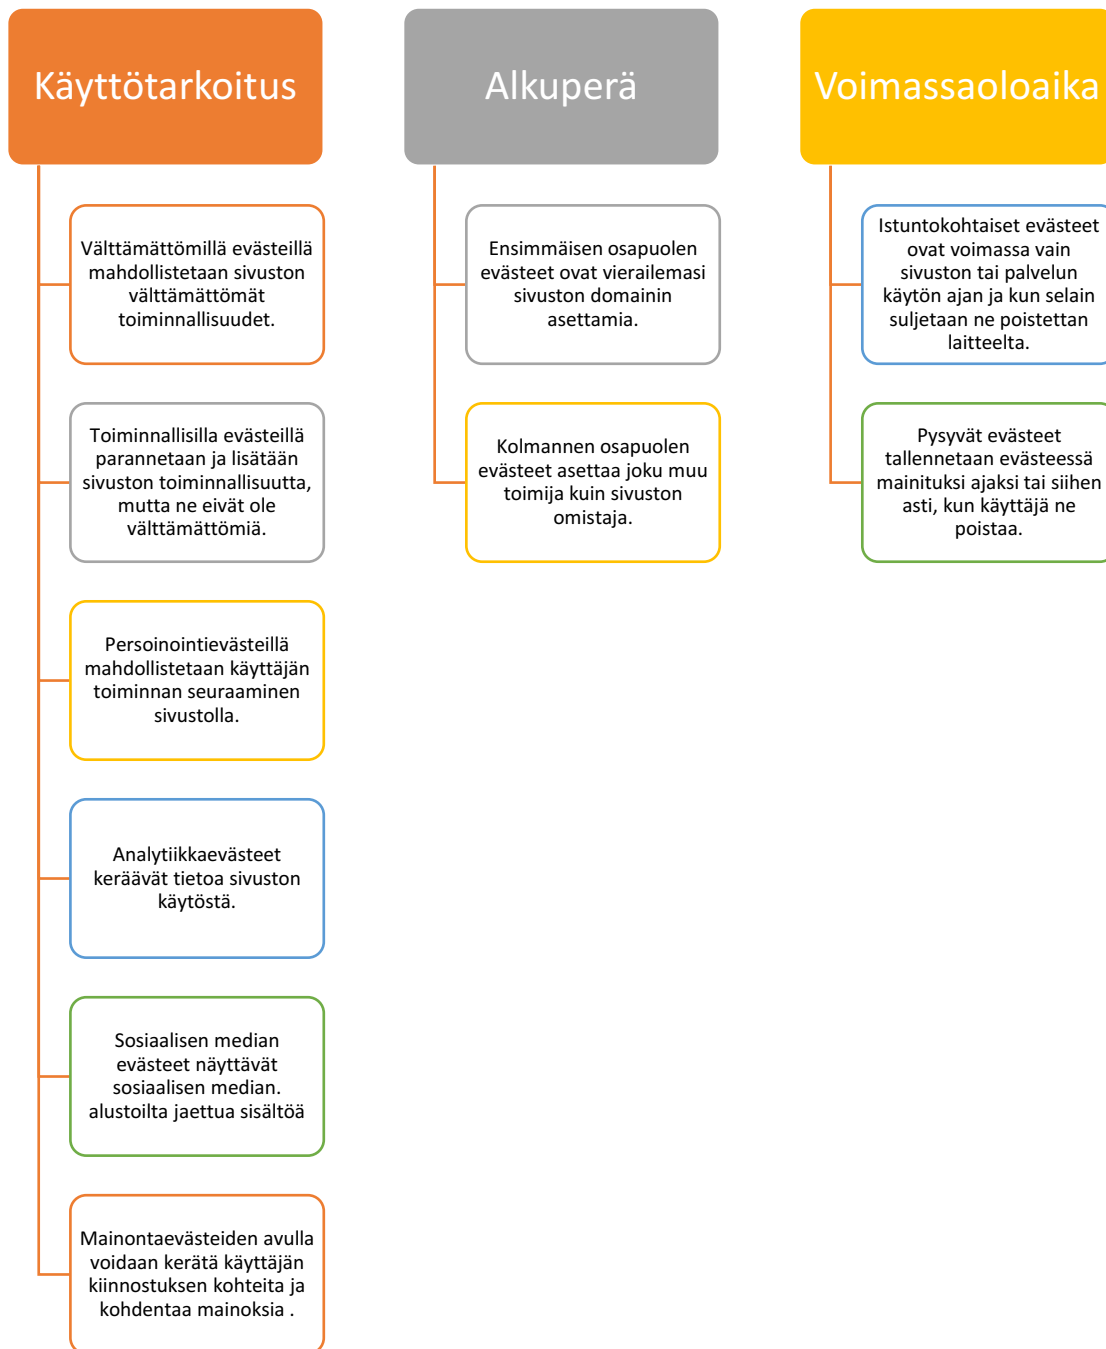 Käyttötarkoitus
Välttämättömillä evästeillä
mahdollistetaan sivuston
välttämättömät
toiminnallisuudet.
Toiminnallisilla evästeillä
parannetaan ja lisätään
sivuston toiminnallisuutta,
mutta ne eivät ole
välttämättömiä.
Persoinointievästeillä
mahdollistetaan käyttäjän
toiminnan seuraaminen
sivustolla.
Analytiikkaevästeet
keräävät tietoa sivuston
käytöstä.
Sosiaalisen median
evästeet näyttävät
sosiaalisen median.
alustoilta jaettua sisältöä
Mainontaevästeiden avulla
voidaan kerätä käyttäjän
kiinnostuksen kohteita ja
kohdentaa mainoksia .
Alkuperä
Ensimmäisen osapuolen
evästeet ovat vierailemasi
sivuston domainin
asettamia.
Kolmannen osapuolen
evästeet asettaa joku muu
toimija kuin sivuston
omistaja.
Voimassaoloaika
Istuntokohtaiset evästeet
ovat voimassa vain
sivuston tai palvelun
käytön ajan ja kun selain
suljetaan ne poistettan
laitteelta.
Pysyvät evästeet
tallennetaan evästeessä
mainituksi ajaksi tai siihen
asti, kun käyttäjä ne
poistaa.